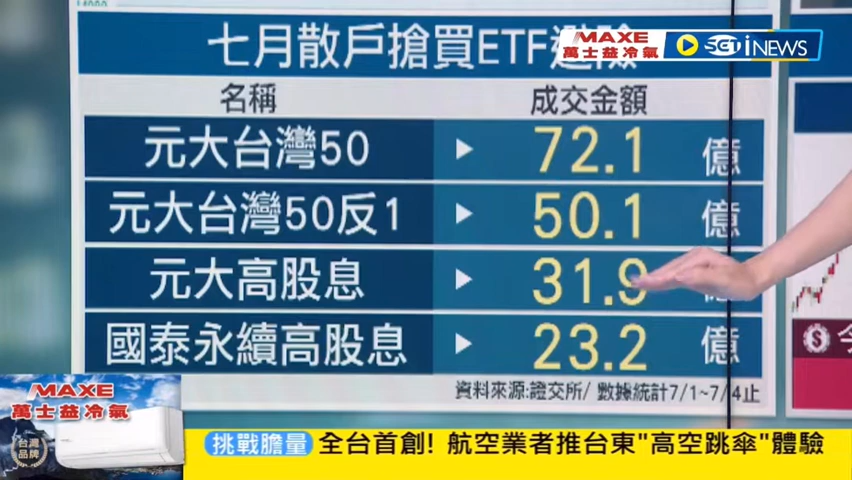 七月散戶搶買ETF避險
MAXE
萬士益冷氣
SETiNEWS
名稱 成交金額
元大台灣50 72.1 億
元大台灣50反1 50.1 億
元大高股息 31.9 億
國泰永續高股息 23.2 億
資料來源:證交所/ 數據統計7/1~7/4止
$ 今
MAXE
萬士益冷氣
台灣
品牌
挑戰膽量 全台首創! 航空業者推台東"高空跳傘"體驗